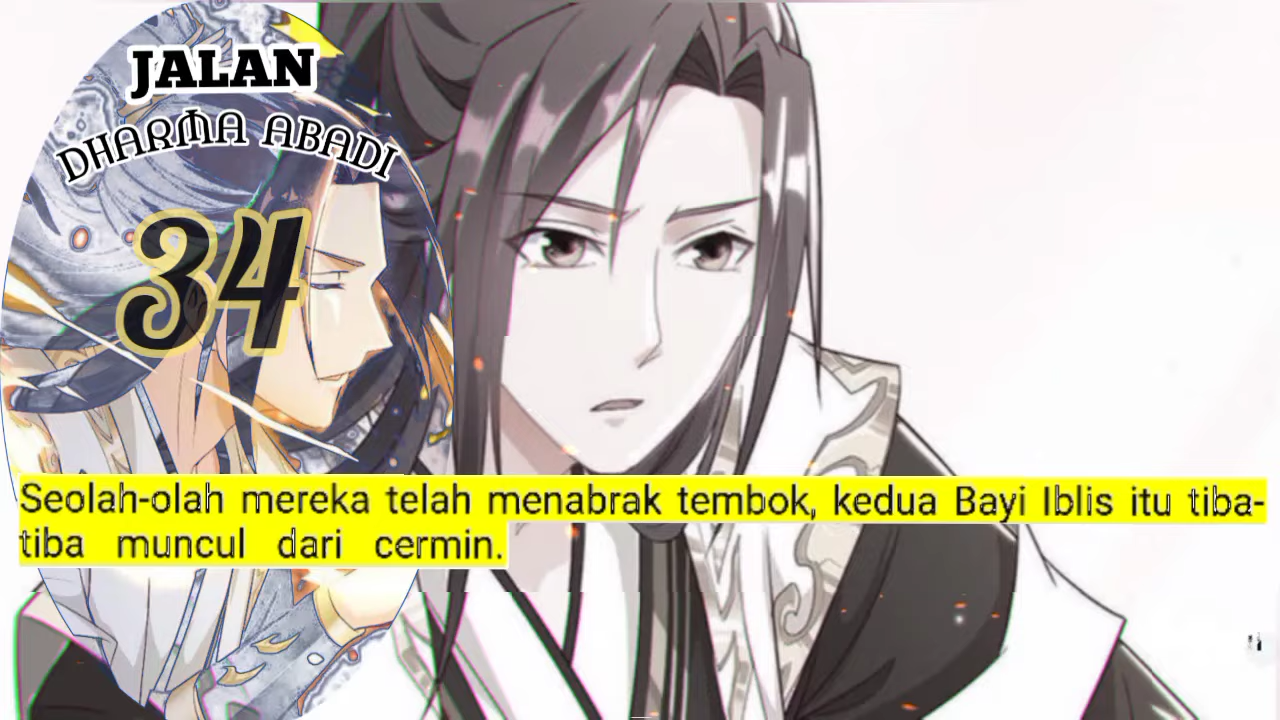 JALAN
DHARMA ABADI
34
Seolah-olah mereka telah menabrak tembok, kedua Bayi Iblis itu tiba-
tiba muncul dari cermin.